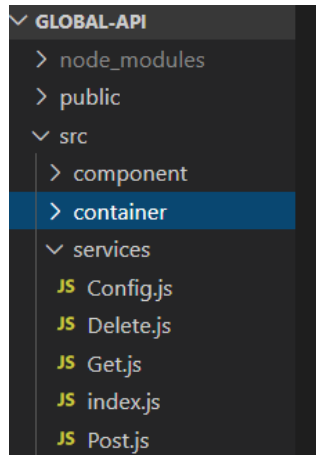 GLOBAL-API
node_modules
public
src
component
container
services
JS Config.js
JS Delete.js
JS Get.js
JS index.js
JS Post.js